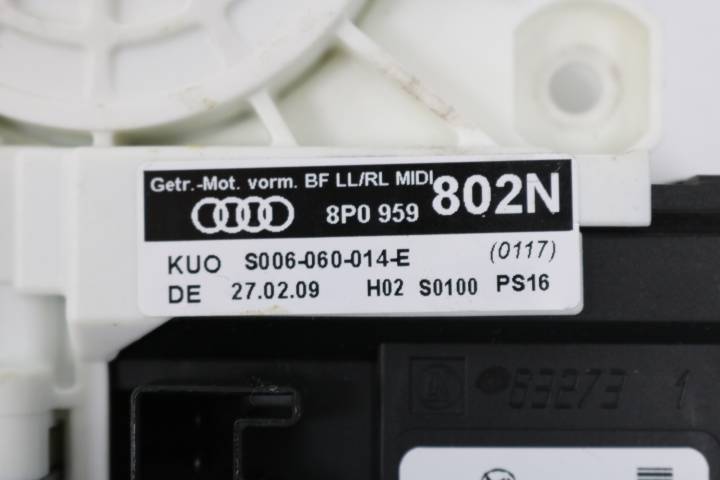 Getr.-Mot. vorm. BF LL/RL MIDI
8P0 959 802N
KUO S006-060-014-E (0117)
DE 27.02.09 H02 S0100 PS16
83273 1